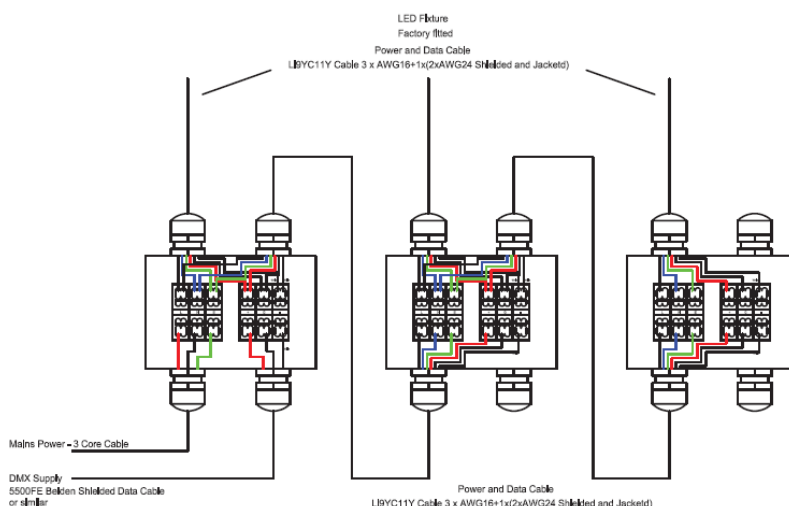 LED Fixture
Factory fitted
Power and Data Cable
LI9YC11Y Cable 3 x AWG16+1x(2xAWG24 Shielded and Jacketd)
Mains Power - 3 Core Cable
DMX Supply
5500FE Belden Shielded Data Cable
or similar
Power and Data Cable
LI9YC11Y Cable 3 x AWG16+1x(2xAWG24 Shielded and Jacketd)